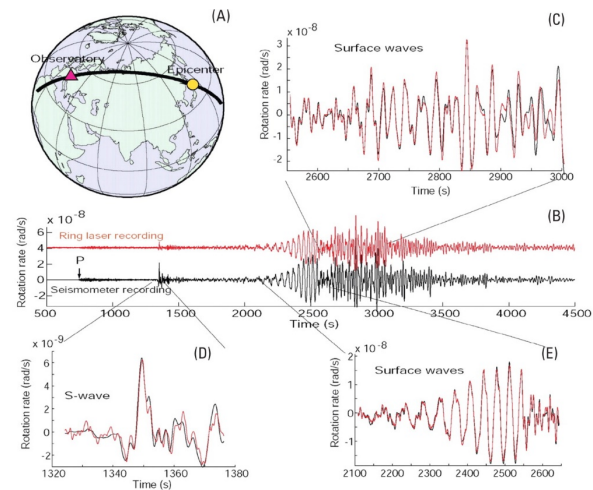 (A)
Observatory
Epicenter
(C)
x 10⁻⁸
Surface waves
Rotation rate (rad/s)
3
2
1
0
-1
-2
2600
2700
2800
2900
3000
Time (s)
(B)
x 10⁻⁸
Ring laser recording
P
Seismometer recording
Rotation rate (rad/s)
6
4
2
0
-2
500
1000
1500
2000
2500
3000
3500
4000
4500
Time (s)
(D)
x 10⁻⁹
S-wave
Rotation rate (rad/s)
6
4
2
0
-2
1320
1340
1360
1380
Time (s)
(E)
x 10⁻⁸
Surface waves
Rotation rate (rad/s)
2
1
0
-1
2100
2200
2300
2400
2500
2600
Time (s)